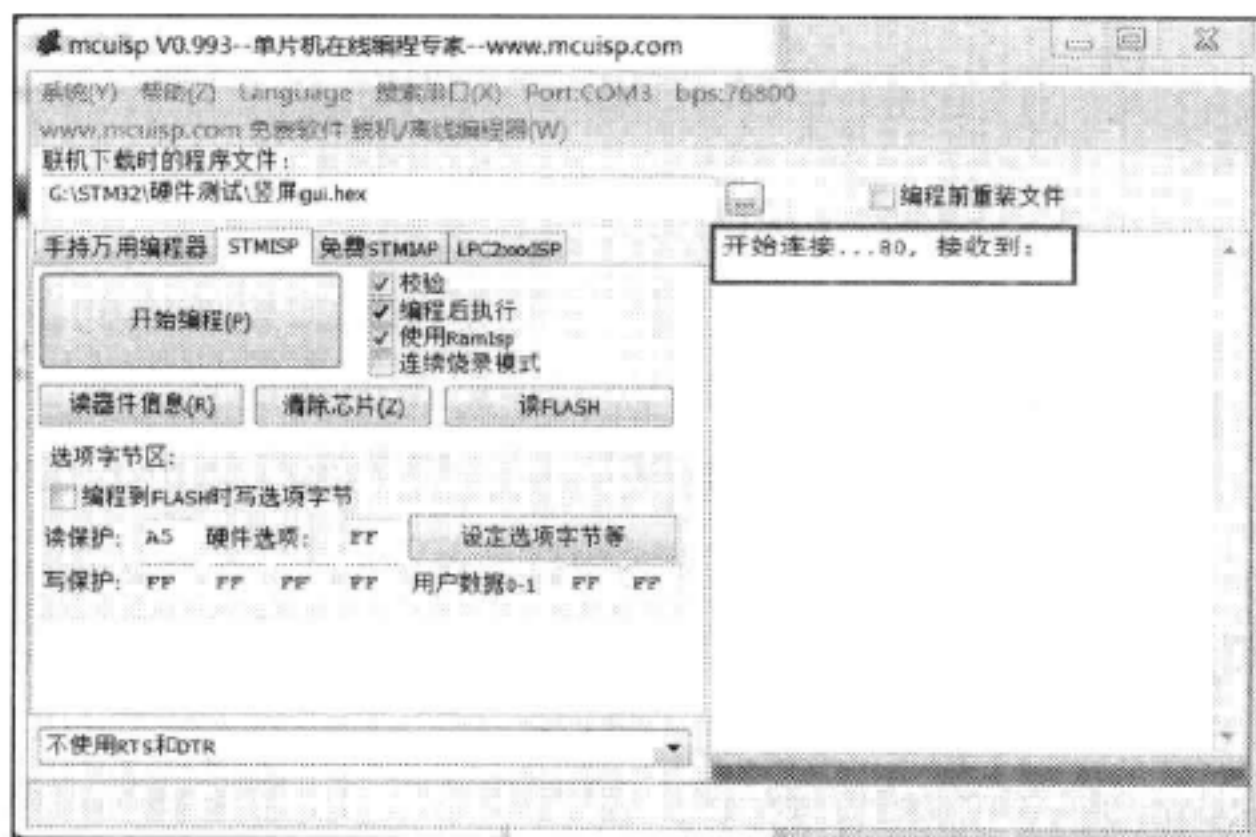 mcuisp V0.993--单片机在线编程专家--www.mcuisp.com
系统(Y) 帮助(Z) Language 搜索串口(X) Port:COM3 bps:76800
www.mcuisp.com 免费软件 脱机/离线编程器(W)
联机下载时的程序文件:
G:\STM32\硬件测试\竖屏gui.hex
... 编程前重装文件
手持万用编程器 STMISP 免费STMIAP LPC2xxxISP
开始连接...80, 接收到:
开始编程(P)
校验
编程后执行
使用RamIsp
连续烧录模式
读器件信息(R) 清除芯片(Z) 读FLASH
选项字节区:
编程到FLASH时写选项字节
读保护: A5 硬件选项: FF 设定选项字节等
写保护: FF FF FF FF 用户数据0-1 FF FF
不使用RTS和DTR